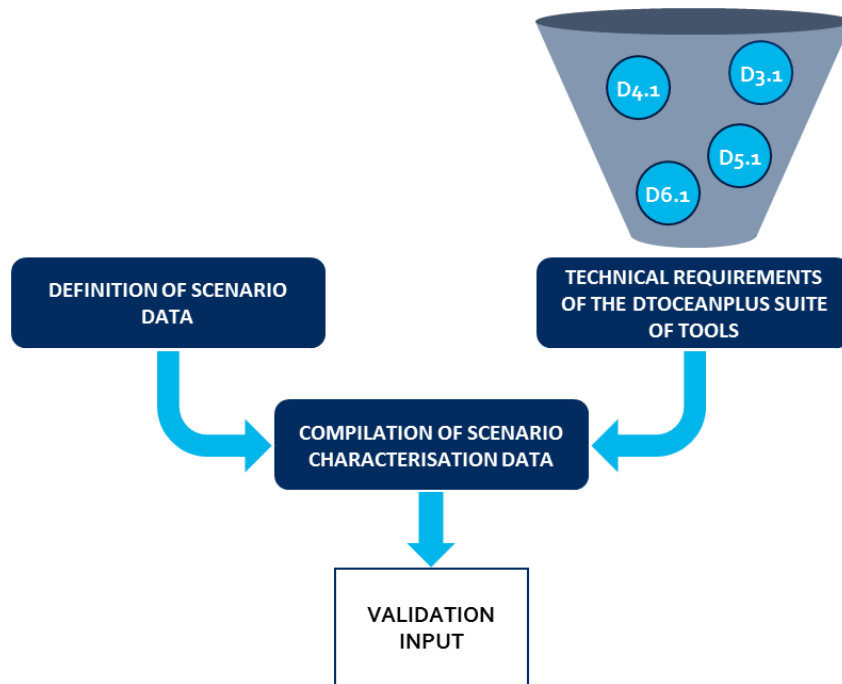 D4.1
D3.1
D5.1
D6.1
DEFINITION OF SCENARIO
DATA
TECHNICAL REQUIREMENTS
OF THE DTOCEANPLUS SUITE
OF TOOLS
COMPILATION OF SCENARIO
CHARACTERISATION DATA
VALIDATION
INPUT